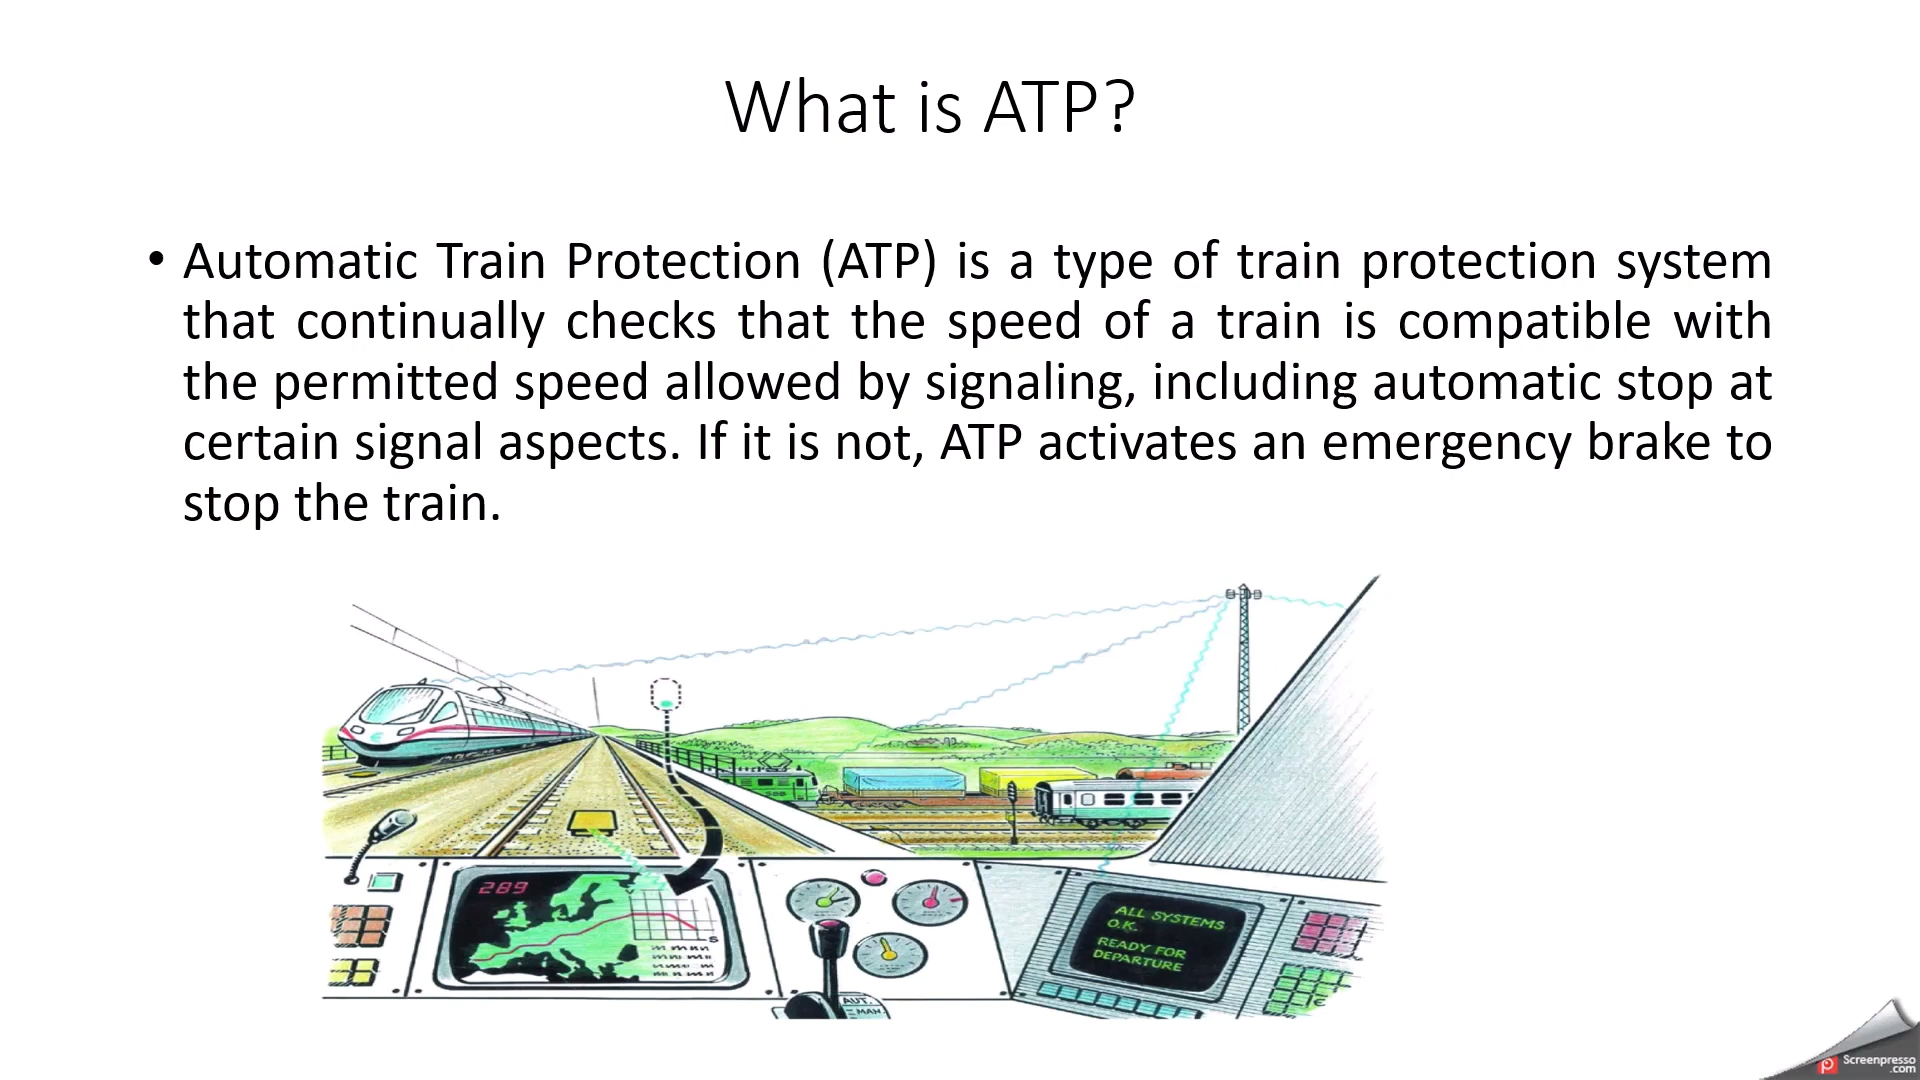 What is ATP?
• Automatic Train Protection (ATP) is a type of train protection system
that continually checks that the speed of a train is compatible with
the permitted speed allowed by signaling, including automatic stop at
certain signal aspects. If it is not, ATP activates an emergency brake to
stop the train.
289
V
S
ALL SYSTEMS
O.K.
READY FOR
DEPARTURE
AUT.
MAN.
Screenpresso
.com